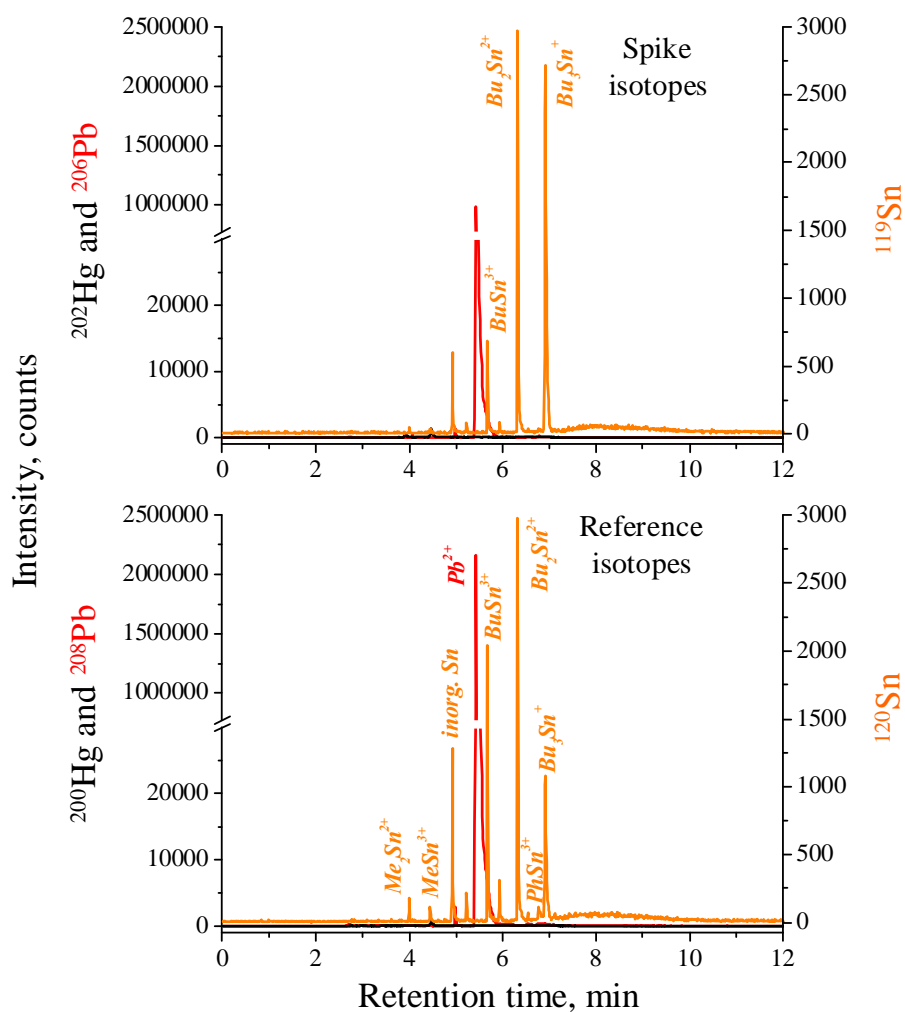 Intensity, counts
²⁰²Hg and ²⁰⁶Pb
2500000
2000000
1500000
1000000
20000
10000
0
Bu₂Sn²⁺
Bu₃Sn⁺
BuSn³⁺
Spike
isotopes
3000
2500
2000
1500
1000
500
0
¹¹⁹Sn
0 2 4 6 8 10 12
²⁰⁰Hg and ²⁰⁸Pb
2500000
2000000
1500000
1000000
20000
10000
0
Me₂Sn²⁺
MeSn³⁺
inorg. Sn
Pb²⁺
BuSn³⁺
Bu₂Sn²⁺
PhSn³⁺
Bu₃Sn⁺
Reference
isotopes
3000
2500
2000
1500
1000
500
0
¹²⁰Sn
0 2 4 6 8 10 12
Retention time, min